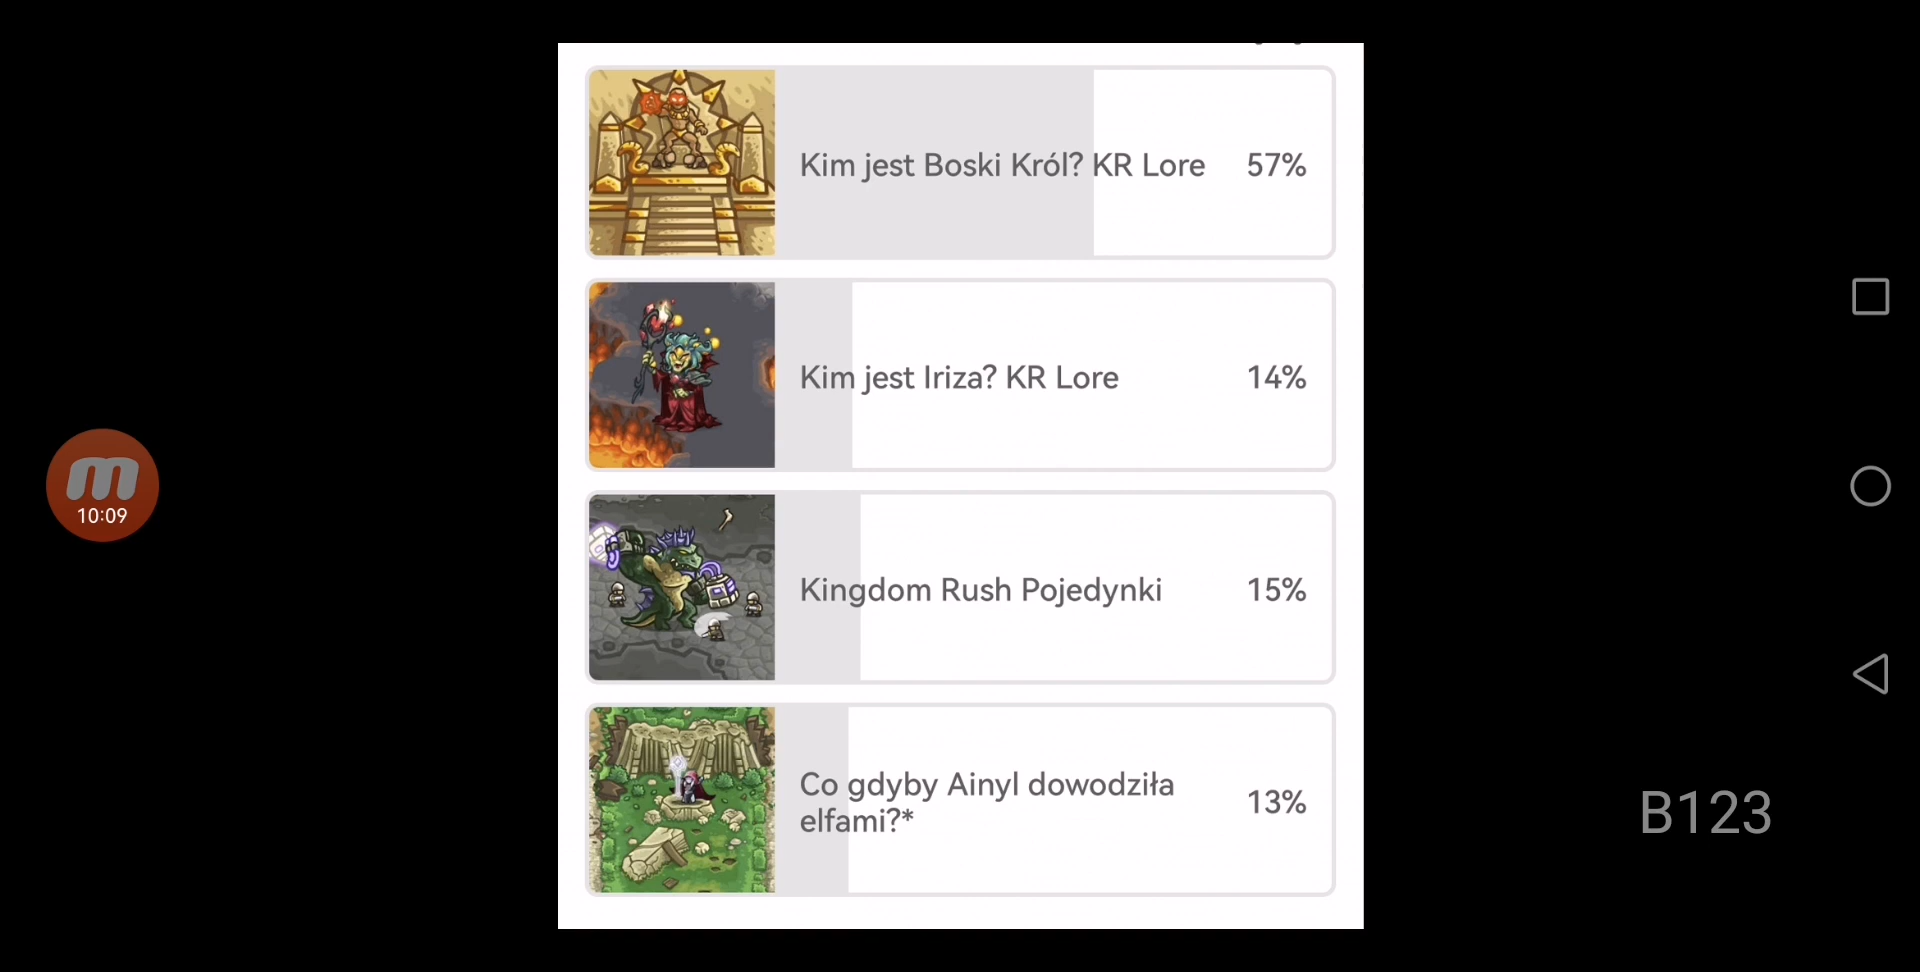 Kim jest Boski Król? KR Lore 57%
Kim jest Iriza? KR Lore 14%
10:09
Kingdom Rush Pojedynki 15%
Co gdyby Ainyl dowodziła
elfami?* 13%
B123